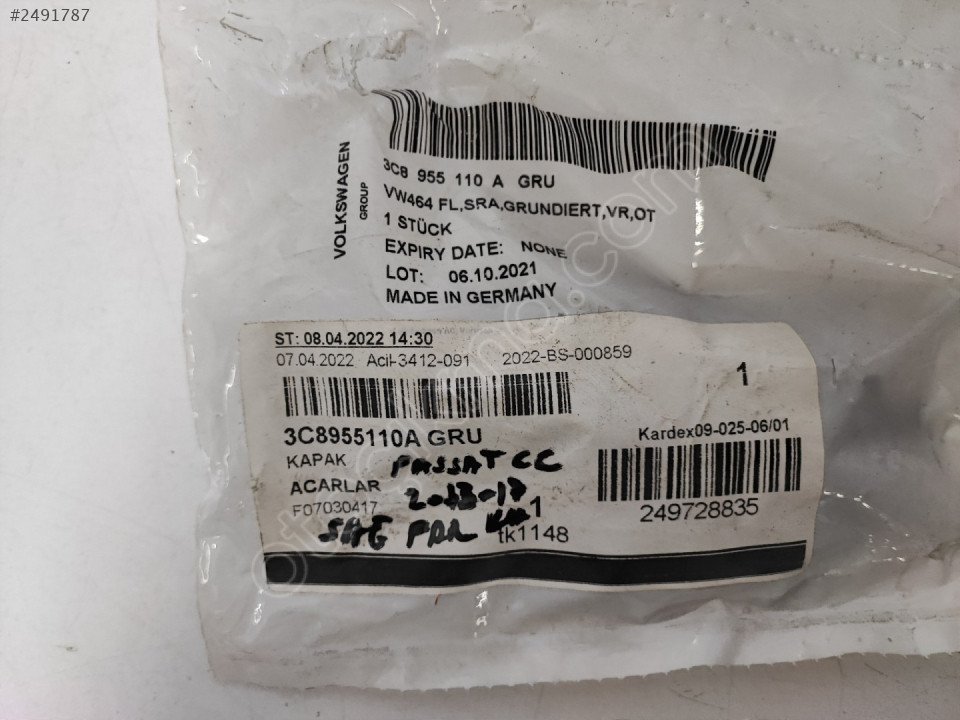 #2491787
VOLKSWAGEN
GROUP
3C8 955 110 A GRU
VW464 FL,SRA,GRUNDIERT,VR,OT
1 STÜCK
EXPIRY DATE: NONE
LOT: 06.10.2021
MADE IN GERMANY
ST: 08.04.2022 14:30
07.04.2022 Acil-3412-091 2022-BS-000859
1
3C8955110A GRU
Kardex09-025-06/01
KAPAK
PASSAT CC
ACARLAR
F07030417
1
249728835
SAĞ FAR
tk1148